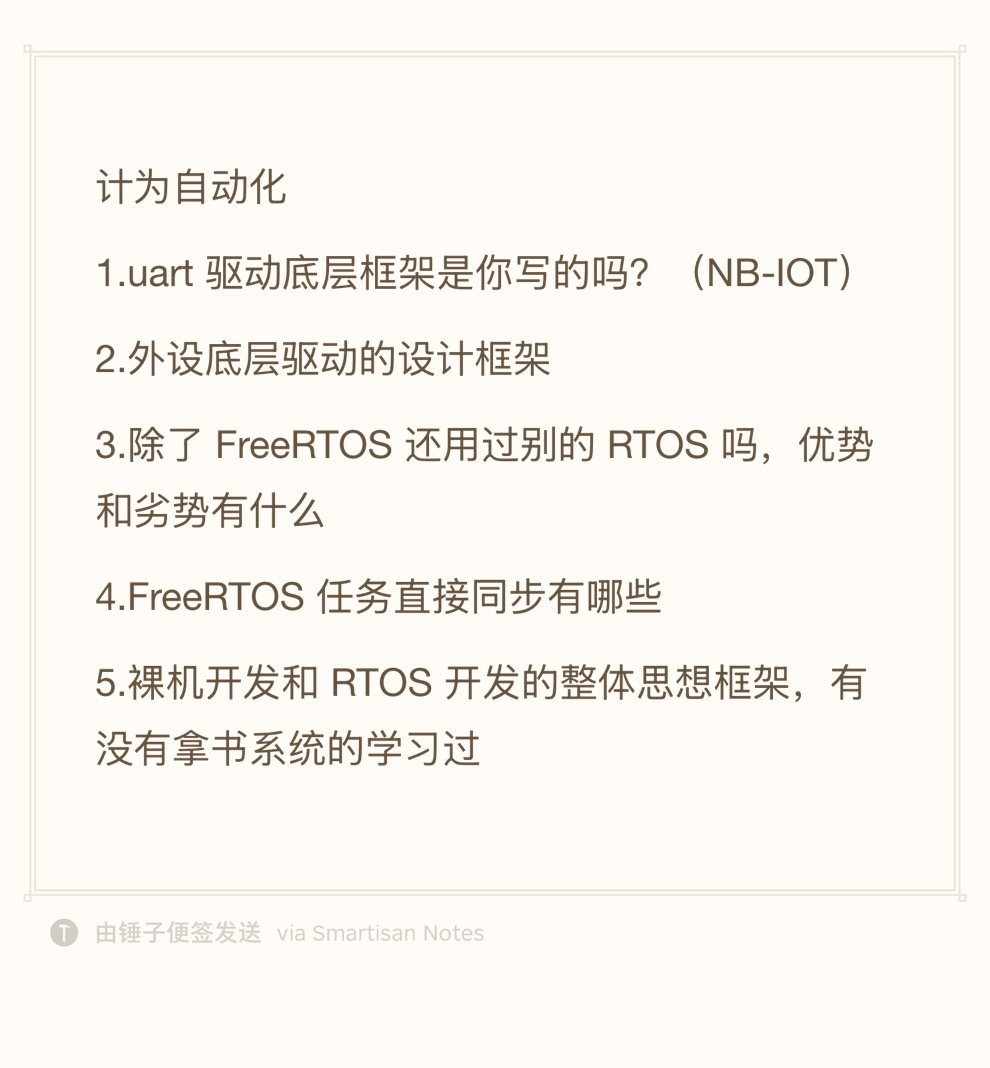 计为自动化
1.uart 驱动底层框架是你写的吗？（NB-IOT）
2.外设底层驱动的设计框架
3.除了 FreeRTOS 还用过别的 RTOS 吗，优势
和劣势有什么
4.FreeRTOS 任务直接同步有哪些
5.裸机开发和 RTOS 开发的整体思想框架，有
没有拿书系统的学习过
T 由锤子便签发送 via Smartisan Notes